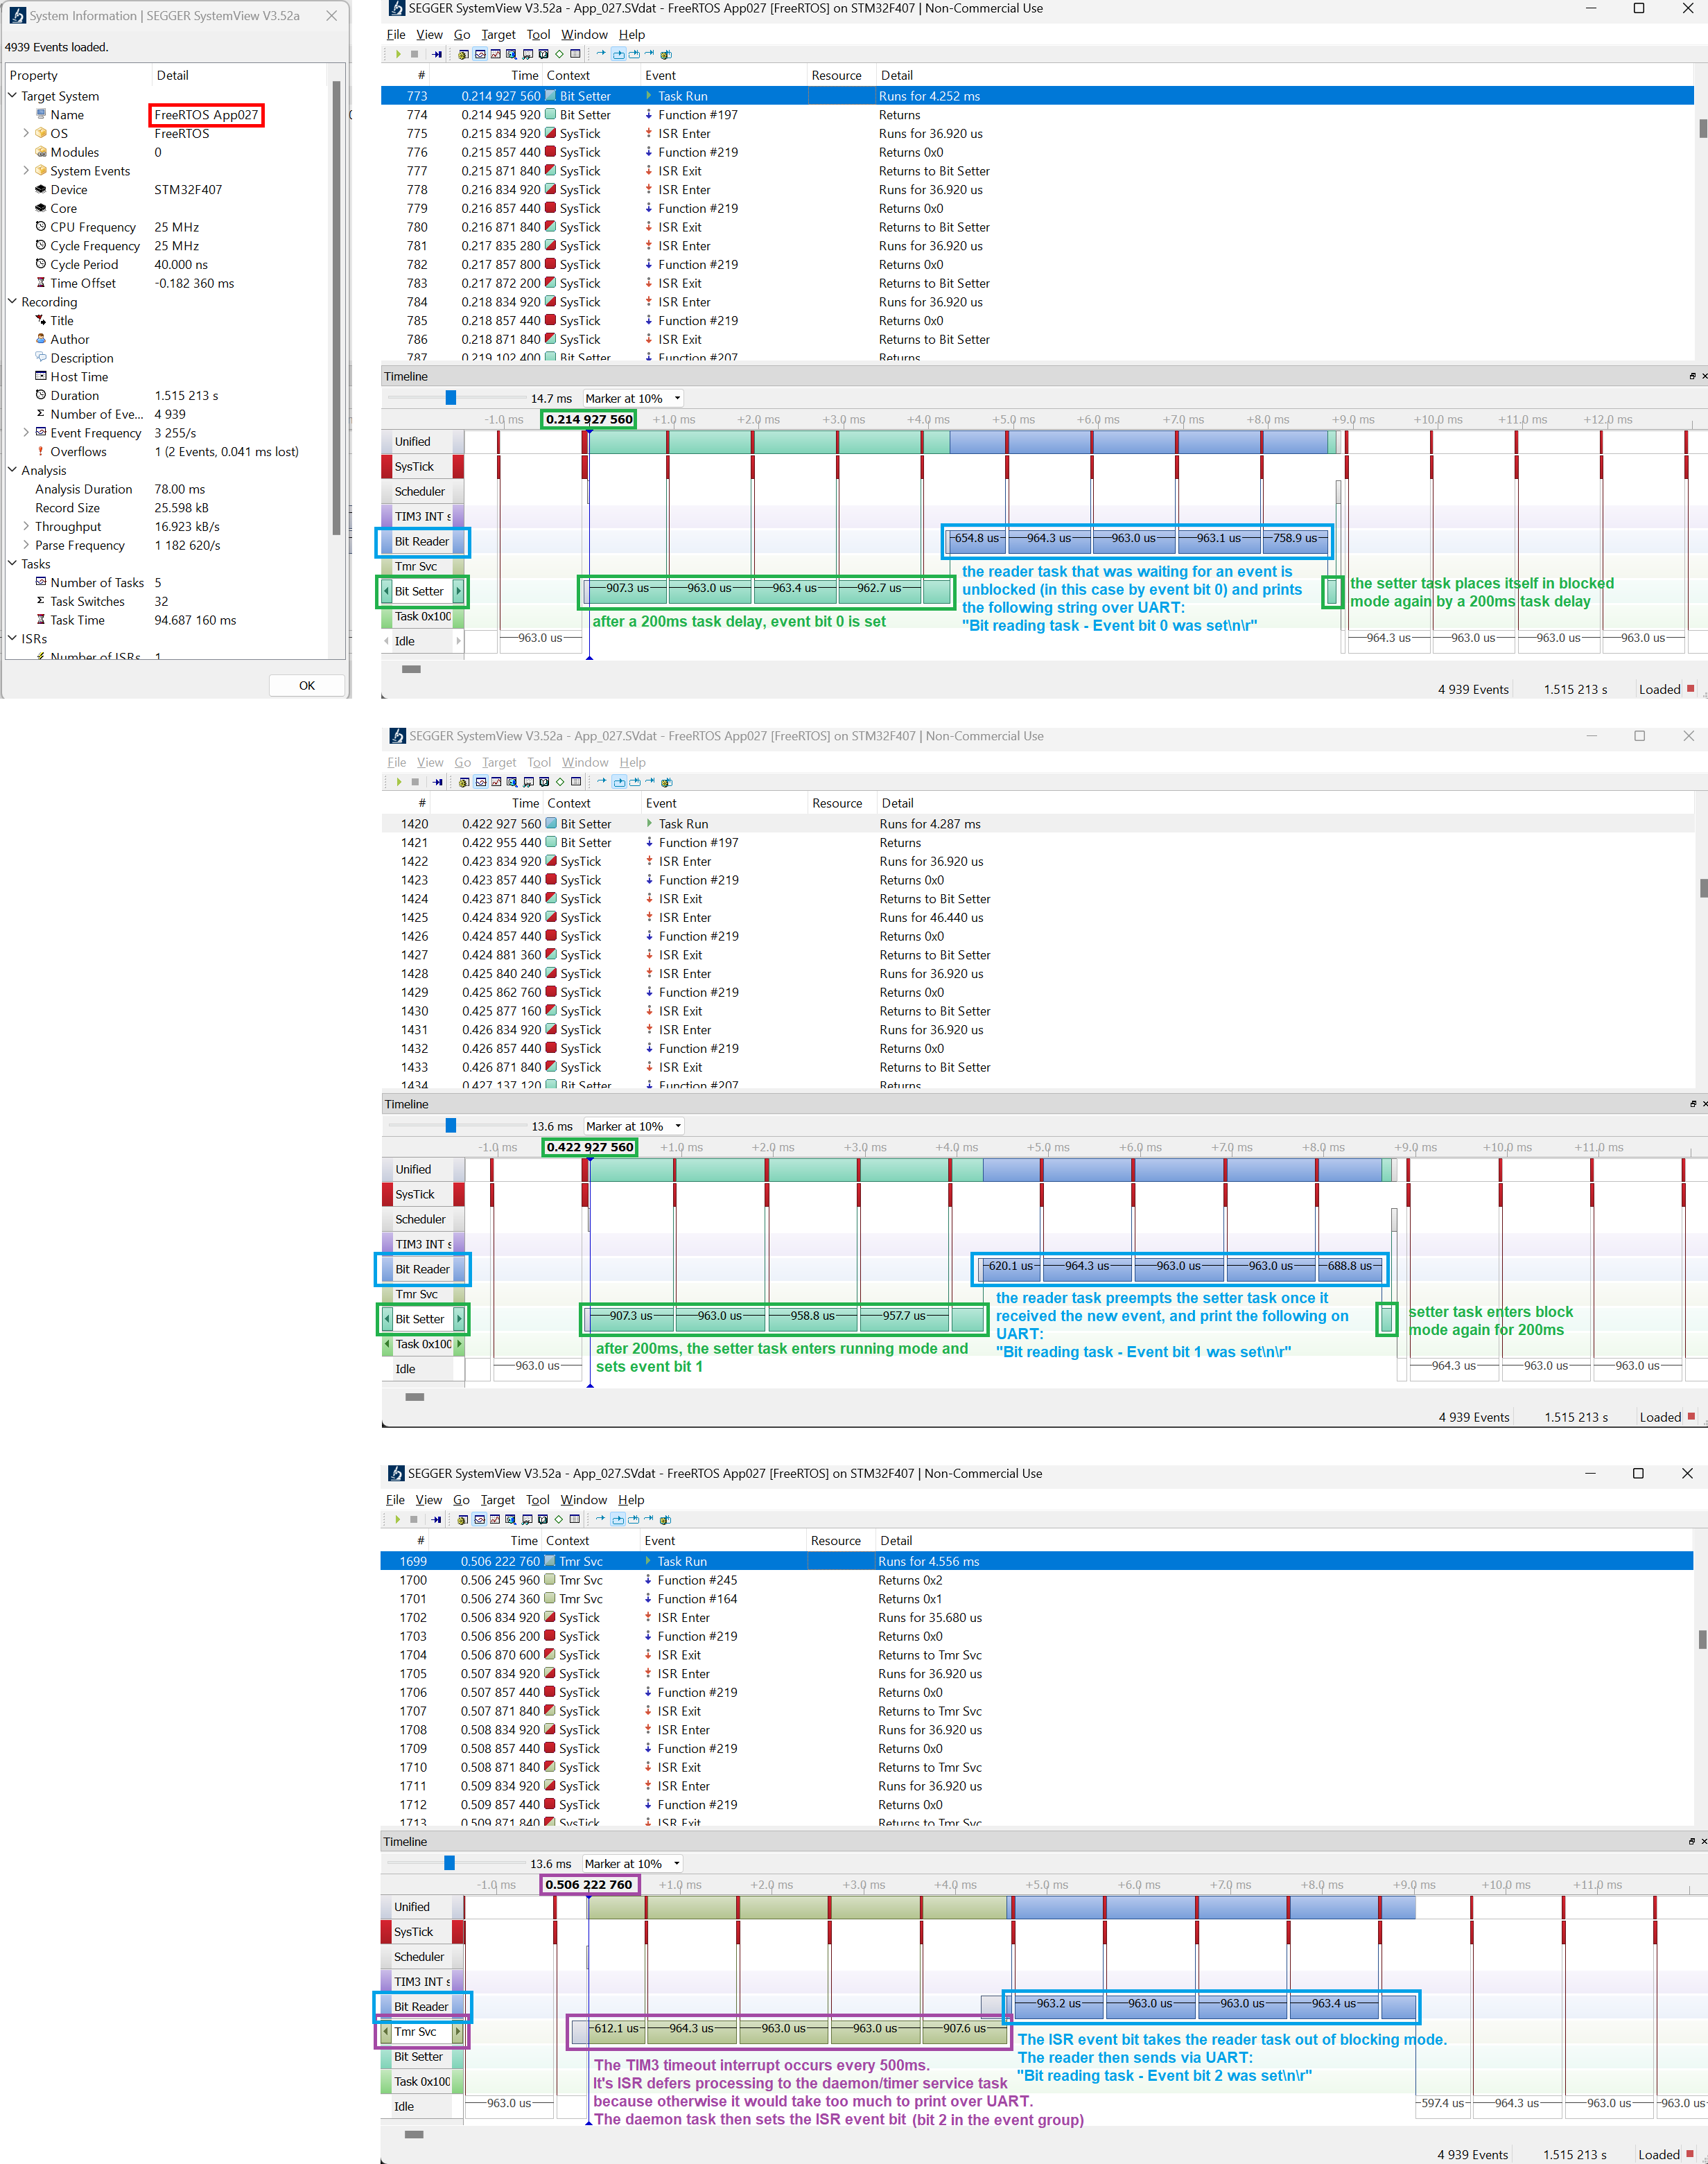 System Information | SEGGER SystemView V3.52a
4939 Events loaded.
Property Detail
Target System
Name FreeRTOS App027
OS FreeRTOS
Modules 0
System Events
Device STM32F407
Core
CPU Frequency 25 MHz
Cycle Frequency 25 MHz
Cycle Period 40.000 ns
Time Offset -0.182 360 ms
Recording
Title
Author
Description
Host Time
Duration 1.515 213 s
Number of Eve... 4 939
Event Frequency 3 255/s
Overflows 1 (2 Events, 0.041 ms lost)
Analysis
Analysis Duration 78.00 ms
Record Size 25.598 kB
Throughput 16.923 kB/s
Parse Frequency 1 182 620/s
Tasks
Number of Tasks 5
Task Switches 32
Task Time 94.687 160 ms
ISRs
Number of ISRs 1
OK
SEGGER SystemView V3.52a - App_027.SVdat - FreeRTOS App027 [FreeRTOS] on STM32F407 | Non-Commercial Use
File View Go Target Tool Window Help
# Time Context Event Resource Detail
773 0.214 927 560 Bit Setter Task Run Runs for 4.252 ms
774 0.214 945 920 Bit Setter Function #197 Returns
775 0.215 834 920 SysTick ISR Enter Runs for 36.920 us
776 0.215 857 440 SysTick Function #219 Returns 0x0
777 0.215 871 840 SysTick ISR Exit Returns to Bit Setter
778 0.216 834 920 SysTick ISR Enter Runs for 36.920 us
779 0.216 857 440 SysTick Function #219 Returns 0x0
780 0.216 871 840 SysTick ISR Exit Returns to Bit Setter
781 0.217 835 280 SysTick ISR Enter Runs for 36.920 us
782 0.217 857 800 SysTick Function #219 Returns 0x0
783 0.217 872 200 SysTick ISR Exit Returns to Bit Setter
784 0.218 834 920 SysTick ISR Enter Runs for 36.920 us
785 0.218 857 440 SysTick Function #219 Returns 0x0
786 0.218 871 840 SysTick ISR Exit Returns to Bit Setter
787 0.219 102 400 Bit Setter Function #207 Returns
Timeline
14.7 ms Marker at 10%
-1.0 ms 0.214 927 560 +1.0 ms +2.0 ms +3.0 ms +4.0 ms +5.0 ms +6.0 ms +7.0 ms +8.0 ms +9.0 ms +10.0 ms +11.0 ms +12.0 ms
Unified
SysTick
Scheduler
TIM3 INT s
Bit Reader 654.8 us 964.3 us 963.0 us 963.1 us 758.9 us
Tmr Svc
the reader task that was waiting for an event is
unblocked (in this case by event bit 0) and prints
the following string over UART:
"Bit reading task - Event bit 0 was set\n\r"
Bit Setter 907.3 us 963.0 us 963.4 us 962.7 us
the setter task places itself in blocked
mode again by a 200ms task delay
Task 0x100
after a 200ms task delay, event bit 0 is set
Idle 963.0 us 964.3 us 963.0 us 963.0 us 963.0 us
4 939 Events 1.515 213 s Loaded
SEGGER SystemView V3.52a - App_027.SVdat - FreeRTOS App027 [FreeRTOS] on STM32F407 | Non-Commercial Use
File View Go Target Tool Window Help
# Time Context Event Resource Detail
1420 0.422 927 560 Bit Setter Task Run Runs for 4.287 ms
1421 0.422 955 440 Bit Setter Function #197 Returns
1422 0.423 834 920 SysTick ISR Enter Runs for 36.920 us
1423 0.423 857 440 SysTick Function #219 Returns 0x0
1424 0.423 871 840 SysTick ISR Exit Returns to Bit Setter
1425 0.424 834 920 SysTick ISR Enter Runs for 46.440 us
1426 0.424 857 440 SysTick Function #219 Returns 0x0
1427 0.424 881 360 SysTick ISR Exit Returns to Bit Setter
1428 0.425 840 240 SysTick ISR Enter Runs for 36.920 us
1429 0.425 862 760 SysTick Function #219 Returns 0x0
1430 0.425 877 160 SysTick ISR Exit Returns to Bit Setter
1431 0.426 834 920 SysTick ISR Enter Runs for 36.920 us
1432 0.426 857 440 SysTick Function #219 Returns 0x0
1433 0.426 871 840 SysTick ISR Exit Returns to Bit Setter
1434 0.427 137 120 Bit Setter Function #207 Returns
Timeline
13.6 ms Marker at 10%
-1.0 ms 0.422 927 560 +1.0 ms +2.0 ms +3.0 ms +4.0 ms +5.0 ms +6.0 ms +7.0 ms +8.0 ms +9.0 ms +10.0 ms +11.0 ms
Unified
SysTick
Scheduler
TIM3 INT s
Bit Reader 620.1 us 964.3 us 963.0 us 963.0 us 688.8 us
Tmr Svc
the reader task preempts the setter task once it
received the new event, and print the following on
UART:
"Bit reading task - Event bit 1 was set\n\r"
Bit Setter 907.3 us 963.0 us 958.8 us 957.7 us
setter task enters block
mode again for 200ms
Task 0x100
after 200ms, the setter task enters running mode and
sets event bit 1
Idle 963.0 us 964.3 us 963.0 us 963.0 us
4 939 Events 1.515 213 s Loaded
SEGGER SystemView V3.52a - App_027.SVdat - FreeRTOS App027 [FreeRTOS] on STM32F407 | Non-Commercial Use
File View Go Target Tool Window Help
# Time Context Event Resource Detail
1699 0.506 222 760 Tmr Svc Task Run Runs for 4.556 ms
1700 0.506 245 960 Tmr Svc Function #245 Returns 0x2
1701 0.506 274 360 Tmr Svc Function #164 Returns 0x1
1702 0.506 834 920 SysTick ISR Enter Runs for 35.680 us
1703 0.506 856 200 SysTick Function #219 Returns 0x0
1704 0.506 870 600 SysTick ISR Exit Returns to Tmr Svc
1705 0.507 834 920 SysTick ISR Enter Runs for 36.920 us
1706 0.507 857 440 SysTick Function #219 Returns 0x0
1707 0.507 871 840 SysTick ISR Exit Returns to Tmr Svc
1708 0.508 834 920 SysTick ISR Enter Runs for 36.920 us
1709 0.508 857 440 SysTick Function #219 Returns 0x0
1710 0.508 871 840 SysTick ISR Exit Returns to Tmr Svc
1711 0.509 834 920 SysTick ISR Enter Runs for 36.920 us
1712 0.509 857 440 SysTick Function #219 Returns 0x0
1713 0.509 871 840 SysTick ISR Exit Returns to Tmr Svc
Timeline
13.6 ms Marker at 10%
-1.0 ms 0.506 222 760 +1.0 ms +2.0 ms +3.0 ms +4.0 ms +5.0 ms +6.0 ms +7.0 ms +8.0 ms +9.0 ms +10.0 ms +11.0 ms
Unified
SysTick
Scheduler
TIM3 INT s
Bit Reader 963.2 us 963.0 us 963.0 us 963.4 us
Tmr Svc 612.1 us 964.3 us 963.0 us 963.0 us 907.6 us
The ISR event bit takes the reader task out of blocking mode.
The reader then sends via UART:
"Bit reading task - Event bit 2 was set\n\r"
Bit Setter
Task 0x100
The TIM3 timeout interrupt occurs every 500ms.
It's ISR defers processing to the daemon/timer service task
because otherwise it would take too much to print over UART.
The daemon task then sets the ISR event bit (bit 2 in the event group)
Idle 963.0 us 597.4 us 964.3 us 963.0 us 963.0 us
4 939 Events 1.515 213 s Loaded